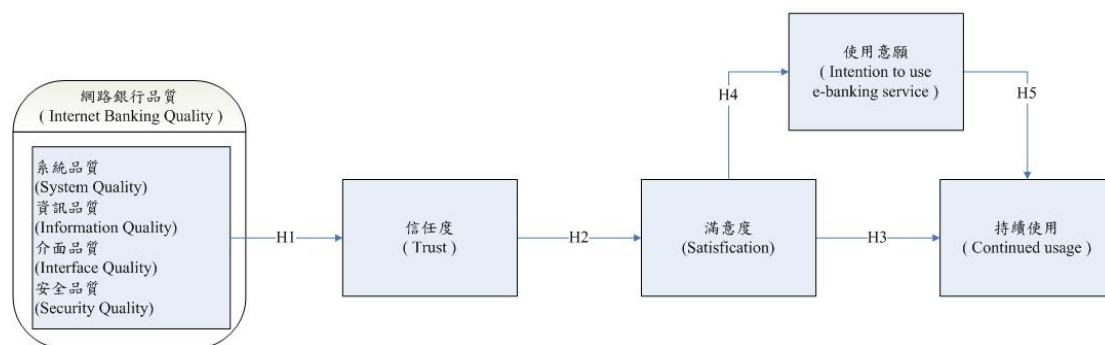 網路銀行品質
( Internet Banking Quality )
系統品質
(System Quality)
資訊品質
(Information Quality)
介面品質
(Interface Quality)
安全品質
(Security Quality)
H1
信任度
( Trust )
H2
滿意度
(Satisfication)
H4
使用意願
( Intention to use
e-banking service )
H5
H3
持續使用
( Continued usage )